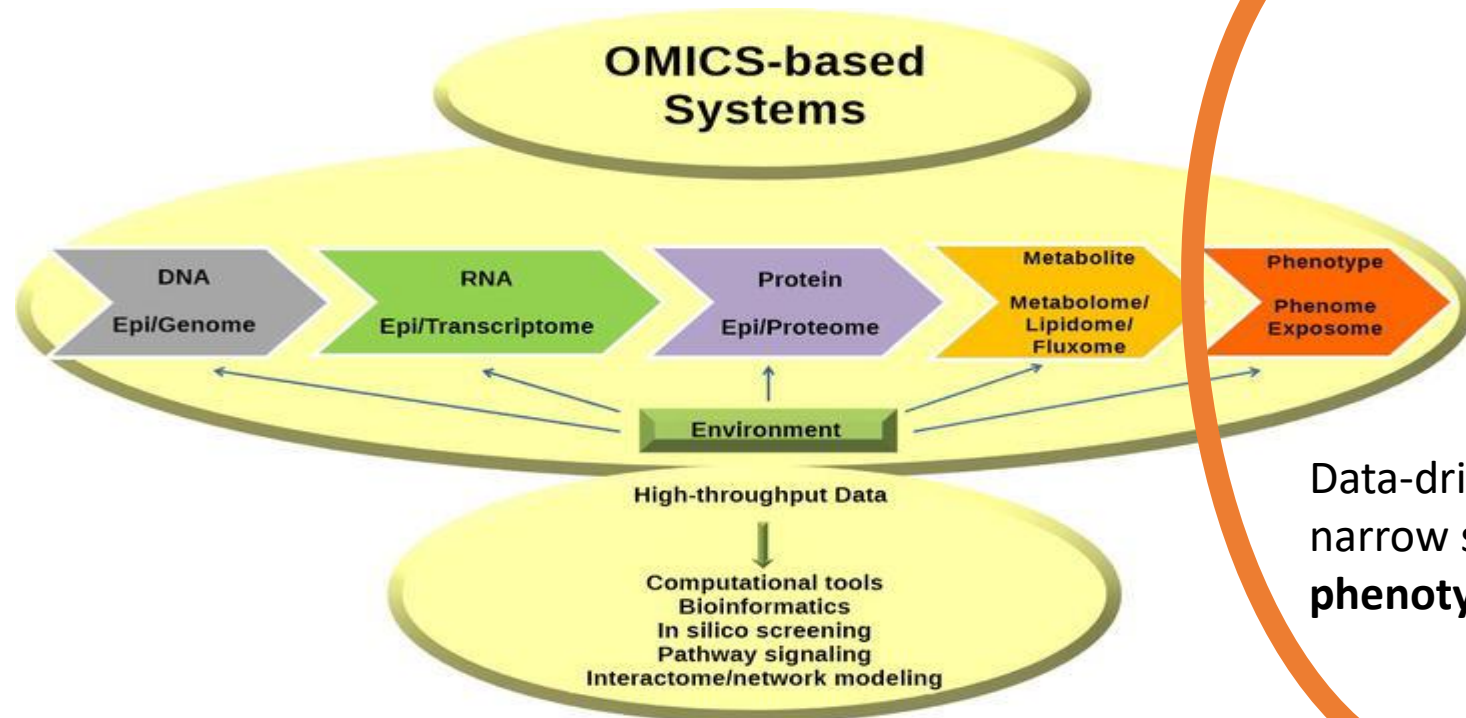 OMICS-based
Systems
DNA
Epi/Genome
RNA
Epi/Transcriptome
Protein
Epi/Proteome
Metabolite
Metabolome/
Lipidome/
Fluxome
Phenotype
Phenome
Exposome
Environment
High-throughput Data
Computational tools
Bioinformatics
In silico screening
Pathway signaling
Interactome/network modeling
narrow